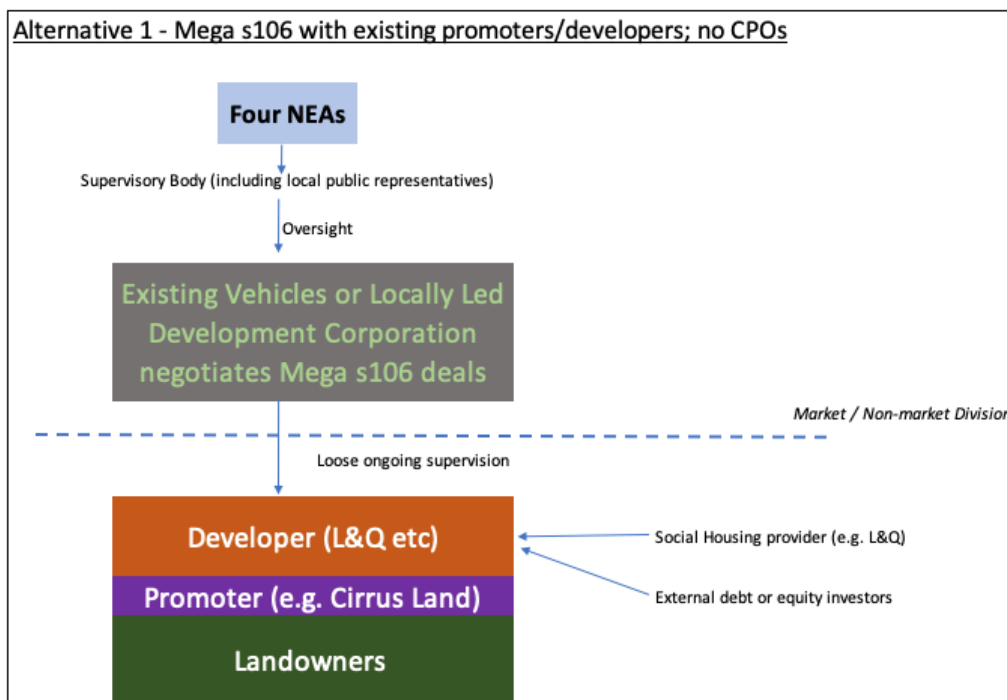 Alternative 1 - Mega s106 with existing promoters/developers; no CPOs
Four NEAs
Supervisory Body (including local public representatives)
Oversight
Existing Vehicles or Locally Led
Development Corporation
negotiates Mega s106 deals
Market / Non-market Division
Loose ongoing supervision
Developer (L&Q etc)
Social Housing provider (e.g. L&Q)
Promoter (e.g. Cirrus Land)
External debt or equity investors
Landowners